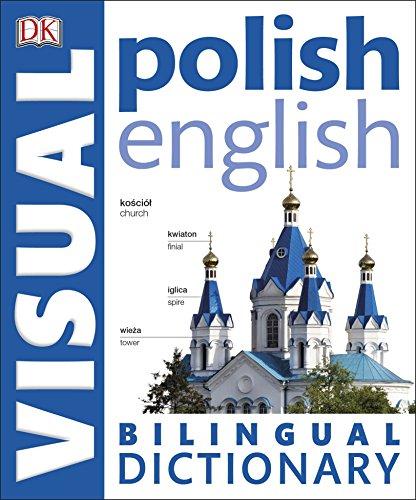 DK
VISUAL
polish
english
kościół
church
kwiaton
finial
iglica
spire
wieża
tower
BILINGUAL
DICTIONARY